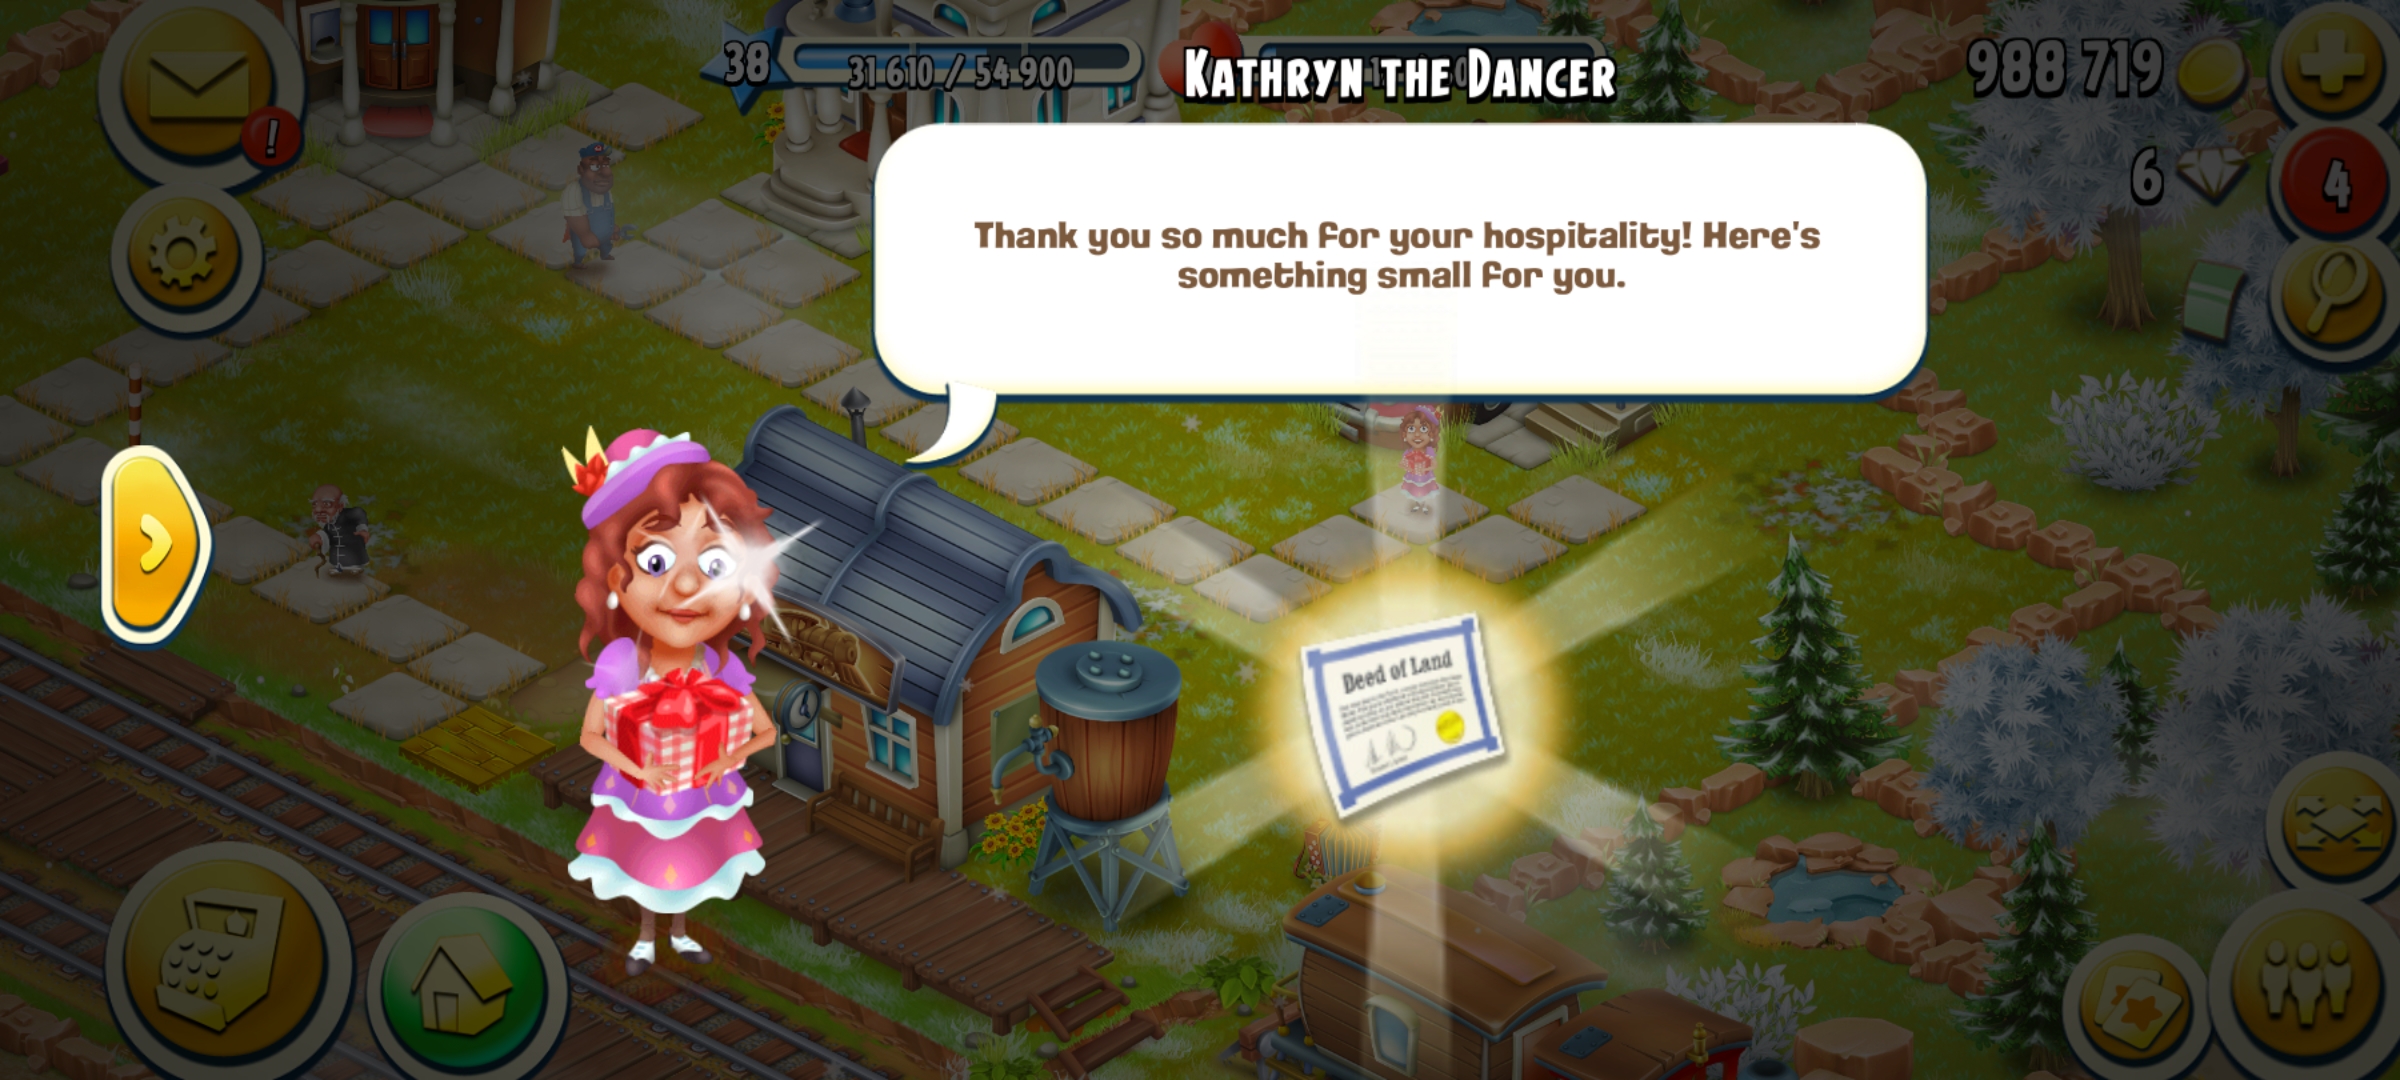 38
31 610 / 54 900
KATHRYN THE DANCER
988 719
6
4
!
Thank you so much for your hospitality! Here's
something small for you.
Deed of Land